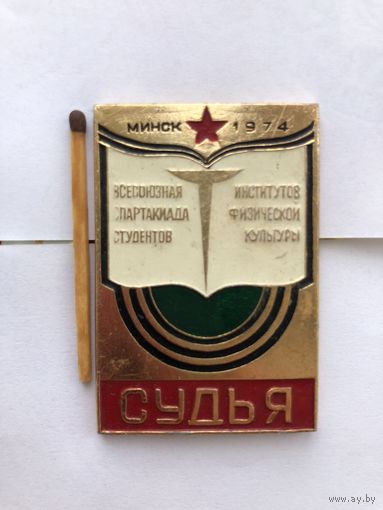 МИНСК 1974
ВСЕСОЮЗНАЯ
СПАРТАКИАДА
СТУДЕНТОВ
ИНСТИТУТОВ
ФИЗИЧЕСКОЙ
КУЛЬТУРЫ
СУДЬЯ
www.ay.by